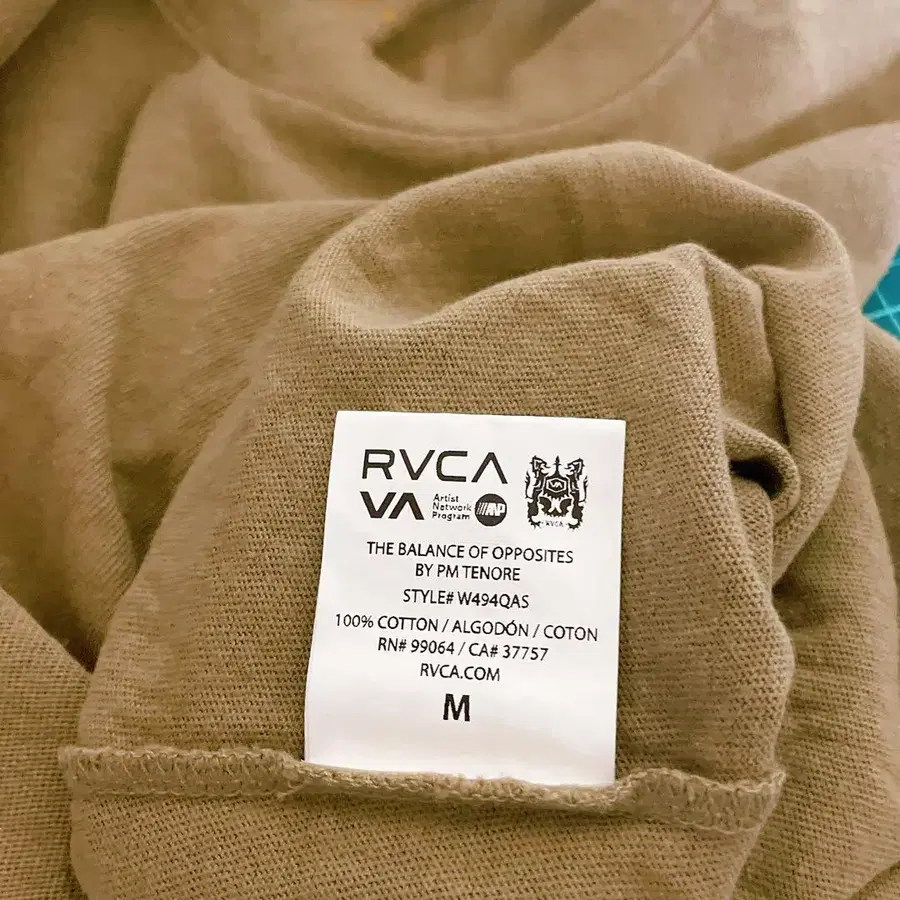 RVCA
VA Artist
Network
Program ANP
VA
RVCA
THE BALANCE OF OPPOSITES
BY PM TENORE
STYLE# W494QAS
100% COTTON / ALGODÓN / COTON
RN# 99064 / CA# 37757
RVCA.COM
M